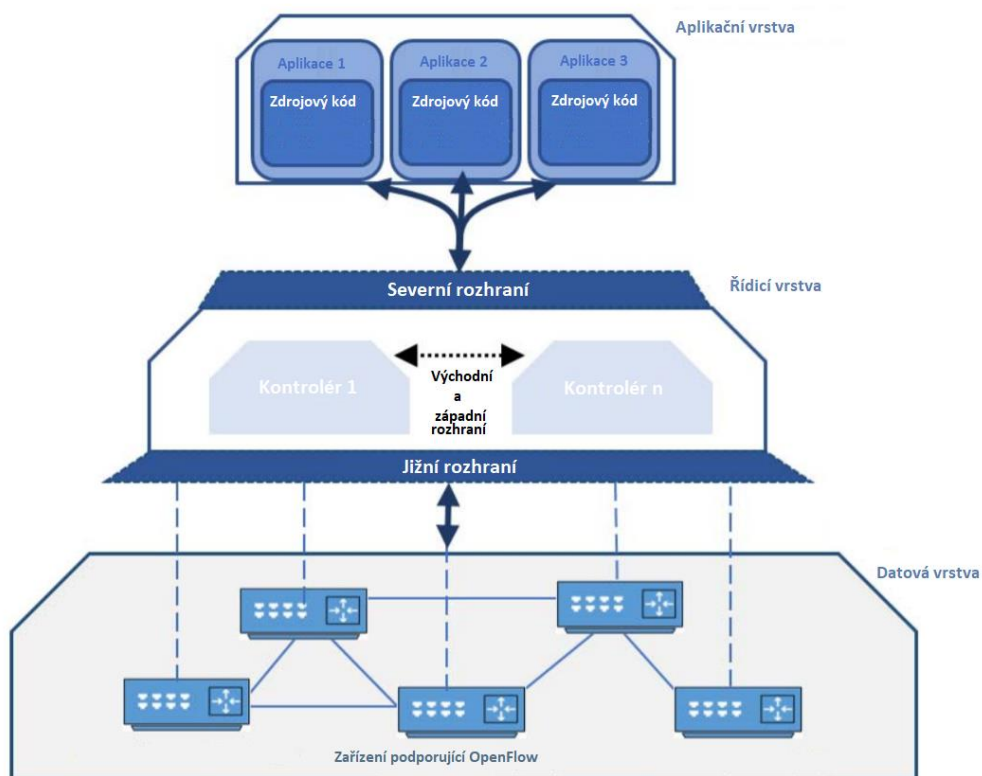 Aplikační vrstva
Aplikace 1
Aplikace 2
Aplikace 3
Zdrojový kód
Zdrojový kód
Zdrojový kód
Severní rozhraní
Řídicí vrstva
Kontrolér 1
Východní
a
západní
rozhraní
Kontrolér n
Jižní rozhraní
Datová vrstva
Zařízení podporující OpenFlow